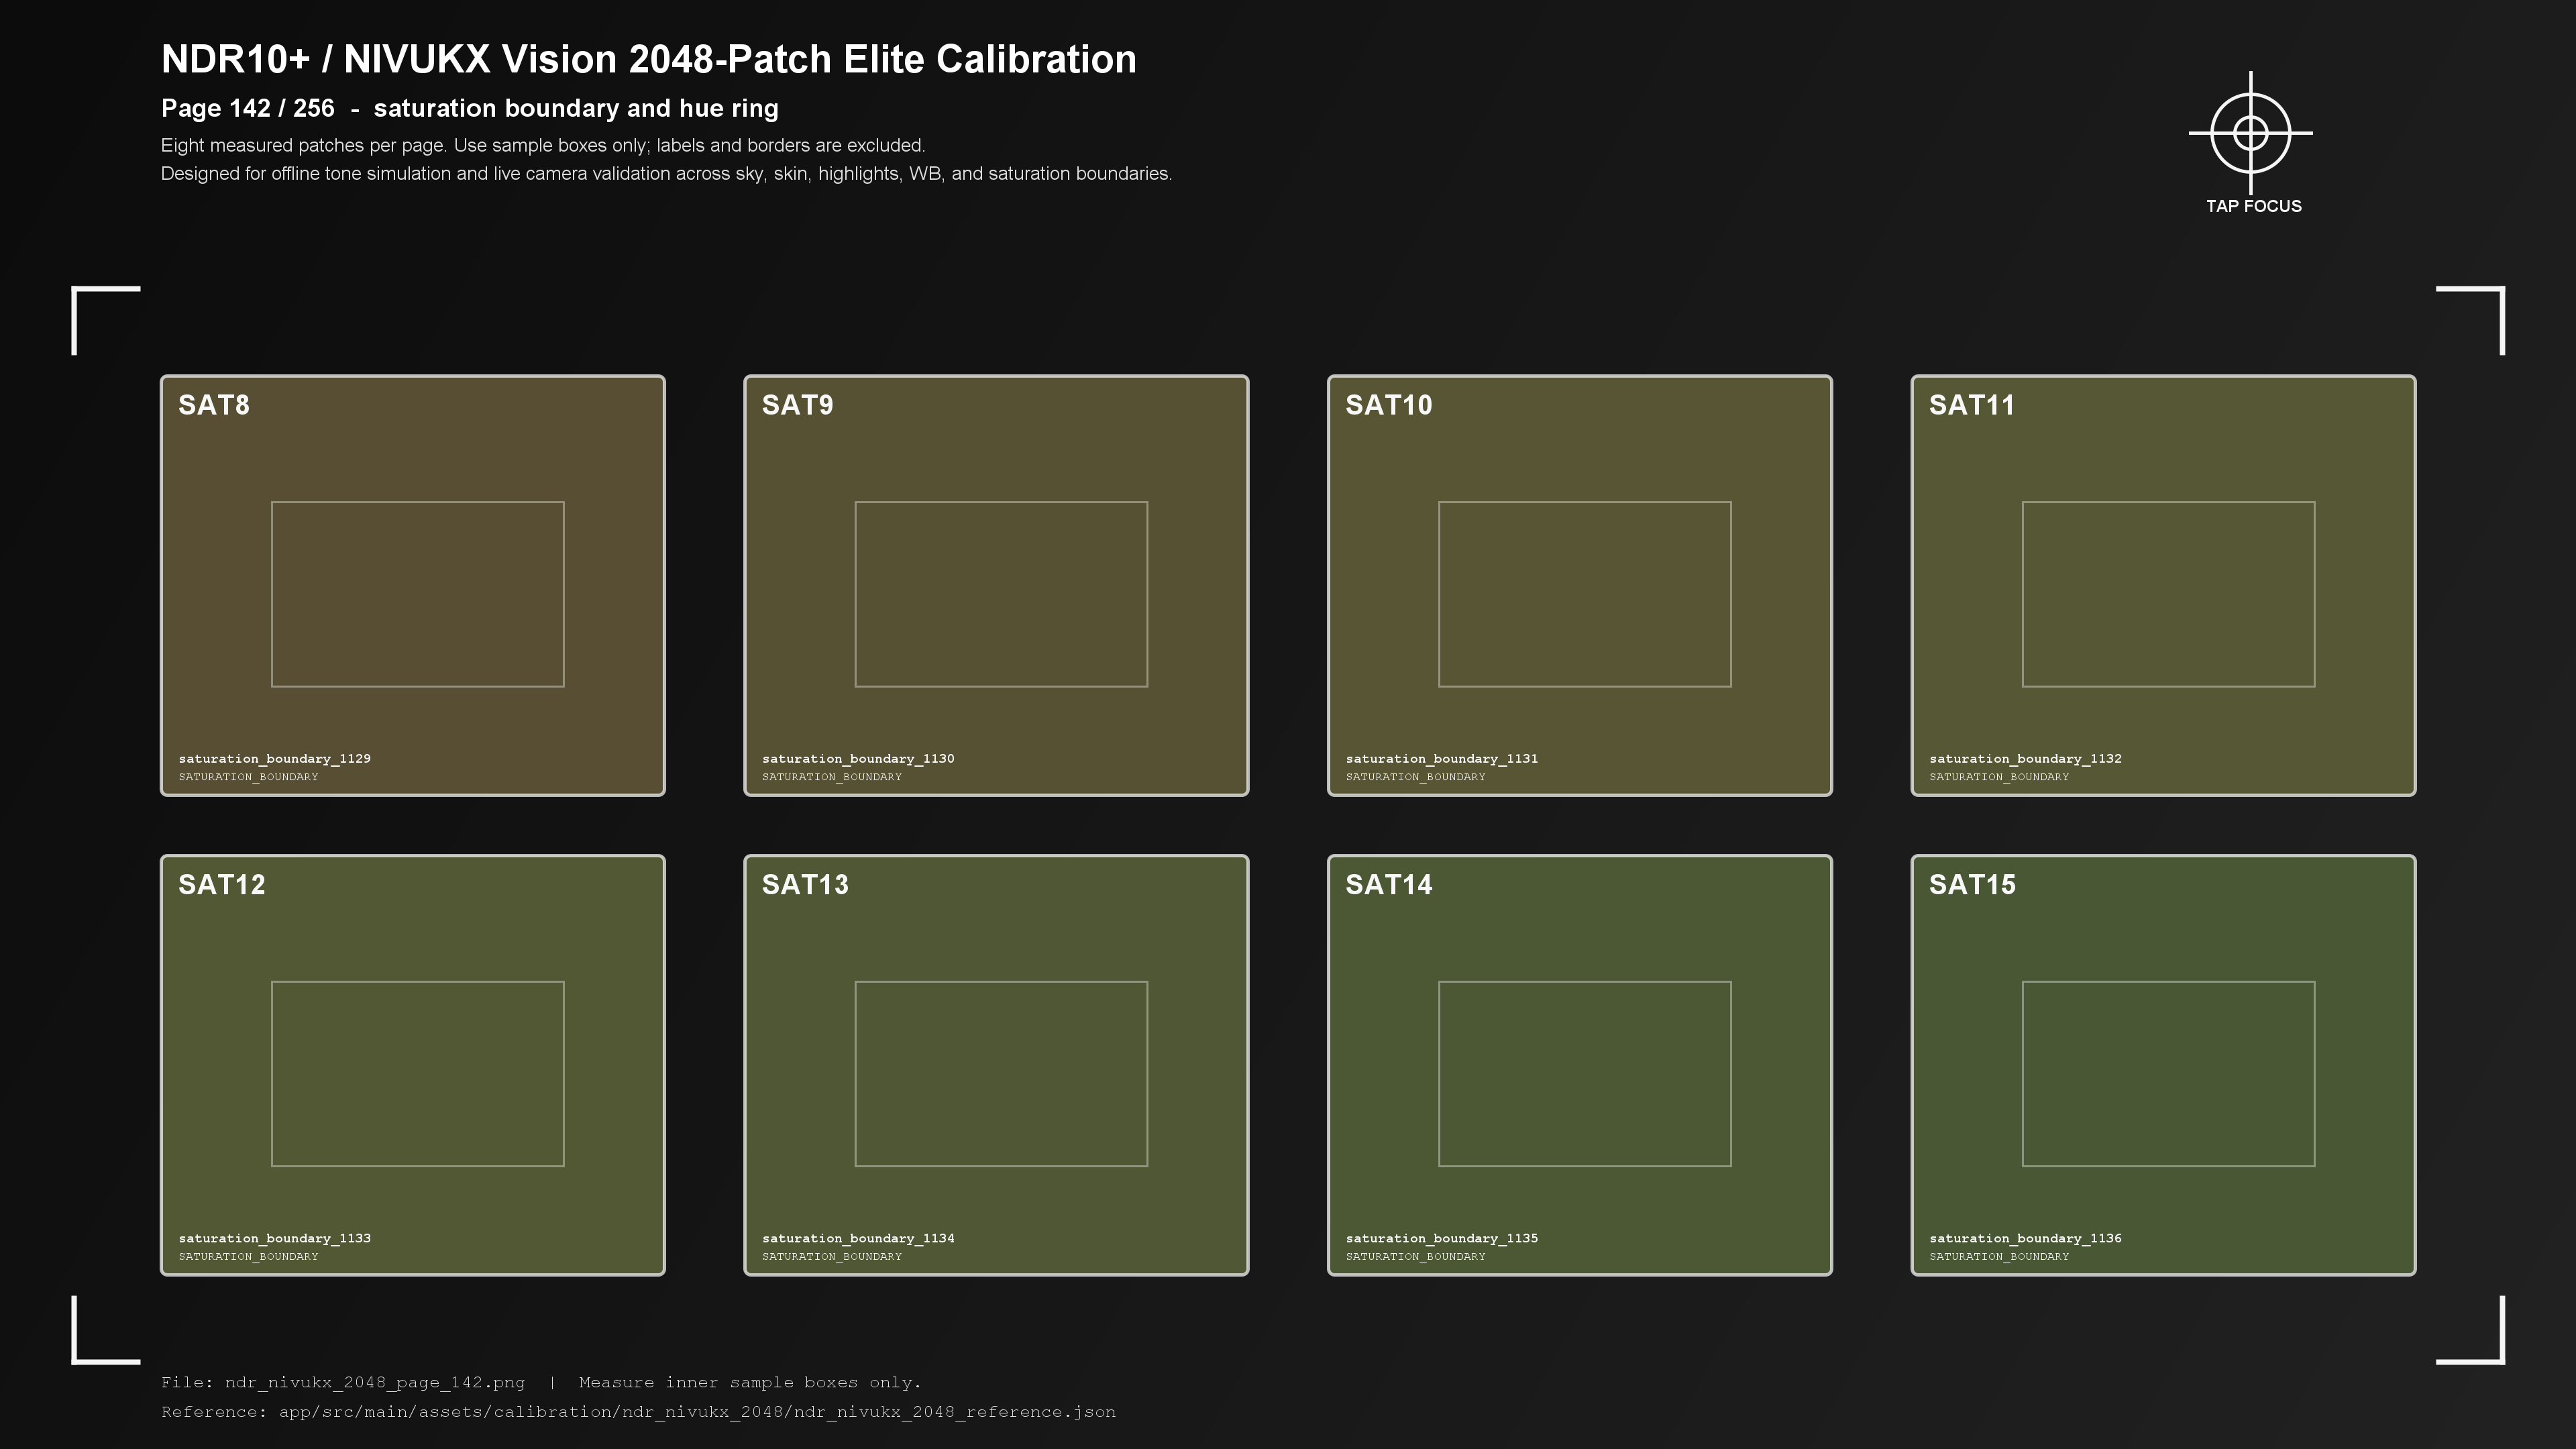 NDR10+ / NIVUKX Vision 2048-Patch Elite Calibration
Page 142 / 256 - saturation boundary and hue ring
Eight measured patches per page. Use sample boxes only; labels and borders are excluded.
Designed for offline tone simulation and live camera validation across sky, skin, highlights, WB, and saturation boundaries.
TAP FOCUS
SAT8
saturation_boundary_1129
SATURATION_BOUNDARY
SAT9
saturation_boundary_1130
SATURATION_BOUNDARY
SAT10
saturation_boundary_1131
SATURATION_BOUNDARY
SAT11
saturation_boundary_1132
SATURATION_BOUNDARY
SAT12
saturation_boundary_1133
SATURATION_BOUNDARY
SAT13
saturation_boundary_1134
SATURATION_BOUNDARY
SAT14
saturation_boundary_1135
SATURATION_BOUNDARY
SAT15
saturation_boundary_1136
SATURATION_BOUNDARY
File: ndr_nivukx_2048_page_142.png | Measure inner sample boxes only.
Reference: app/src/main/assets/calibration/ndr_nivukx_2048/ndr_nivukx_2048_reference.json